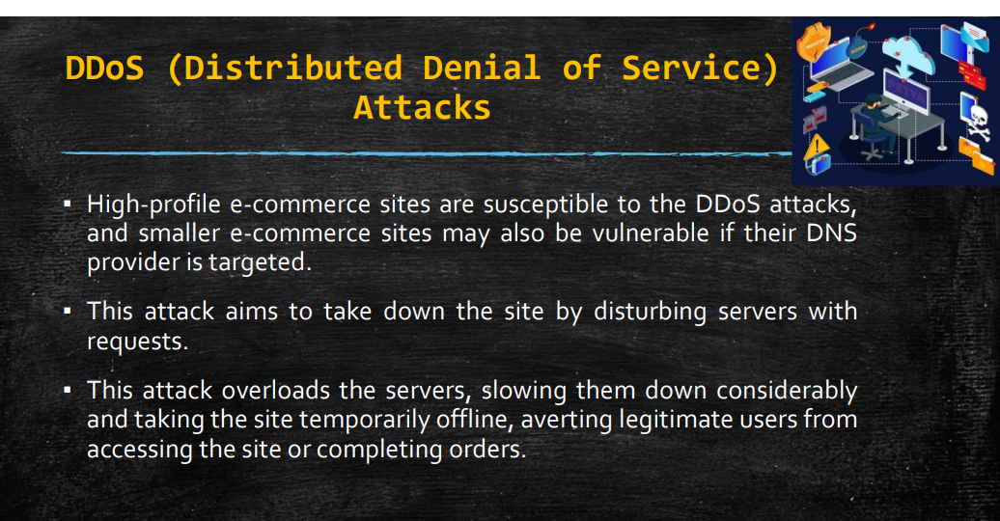 DDoS (Distributed Denial of Service)
Attacks
▪ High-profile e-commerce sites are susceptible to the DDoS attacks,
and smaller e-commerce sites may also be vulnerable if their DNS
provider is targeted.
▪ This attack aims to take down the site by disturbing servers with
requests.
▪ This attack overloads the servers, slowing them down considerably
and taking the site temporarily offline, averting legitimate users from
accessing the site or completing orders.
PETYA